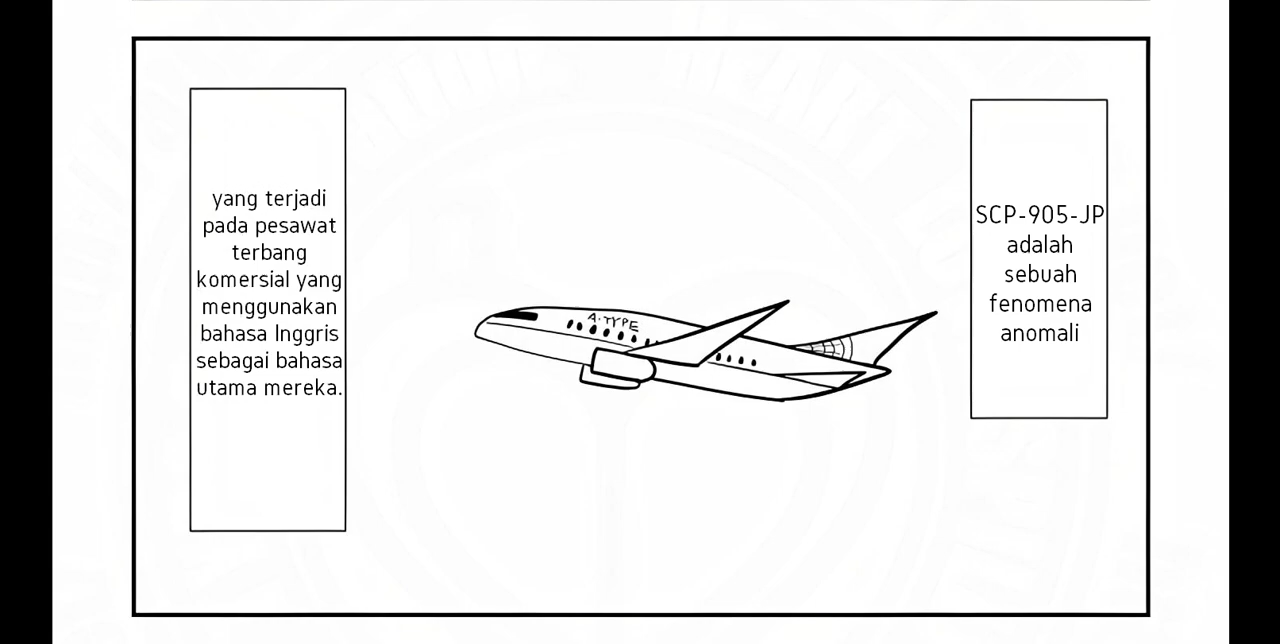 SCP-905-JP
adalah
sebuah
fenomena
anomali
yang terjadi
pada pesawat
terbang
komersial yang
menggunakan
bahasa Inggris
sebagai bahasa
utama mereka.
A-TYPE